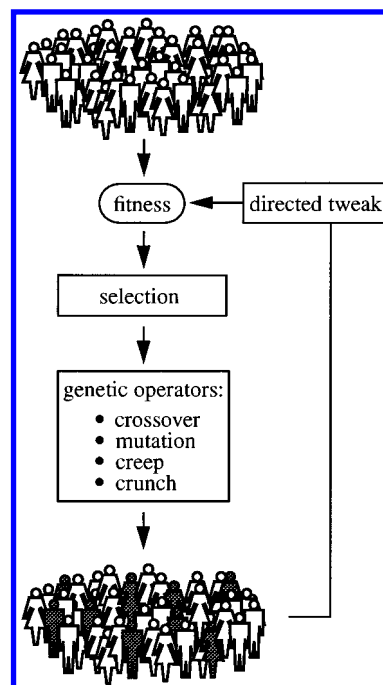 fitness
directed tweak
selection
genetic operators:
• crossover
• mutation
• creep
• crunch